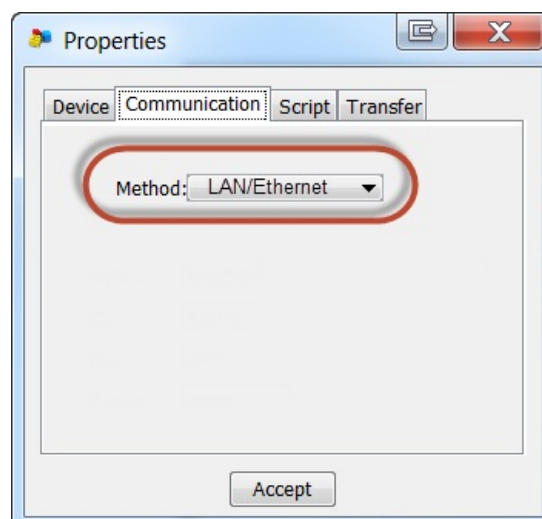 Properties
Device Communication Script Transfer
Method: LAN/Ethernet
Accept